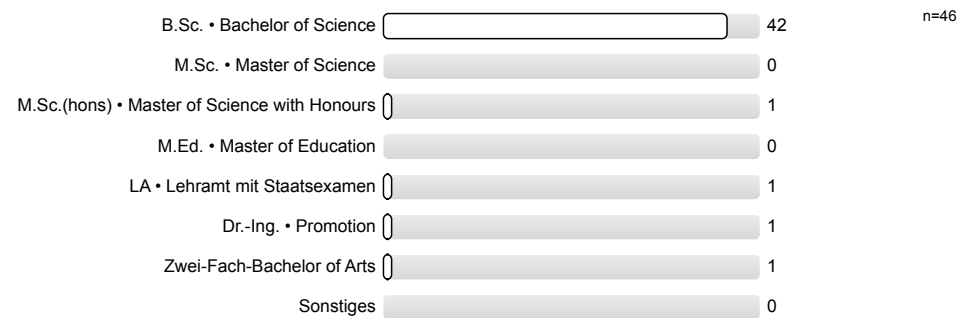 B.Sc. • Bachelor of Science 42 n=46
M.Sc. • Master of Science 0
M.Sc.(hons) • Master of Science with Honours 1
M.Ed. • Master of Education 0
LA • Lehramt mit Staatsexamen 1
Dr.-Ing. • Promotion 1
Zwei-Fach-Bachelor of Arts 1
Sonstiges 0